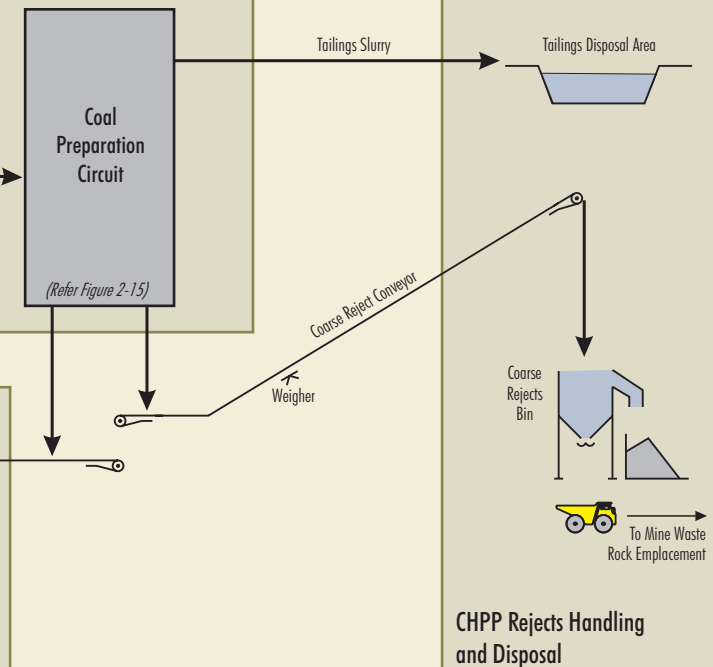 Tailings Slurry
Tailings Disposal Area
Coal
Preparation
Circuit
(Refer Figure 2-15)
Coarse Reject Conveyor
Weigher
Coarse
Rejects
Bin
To Mine Waste
Rock Emplacement
CHPP Rejects Handling
and Disposal